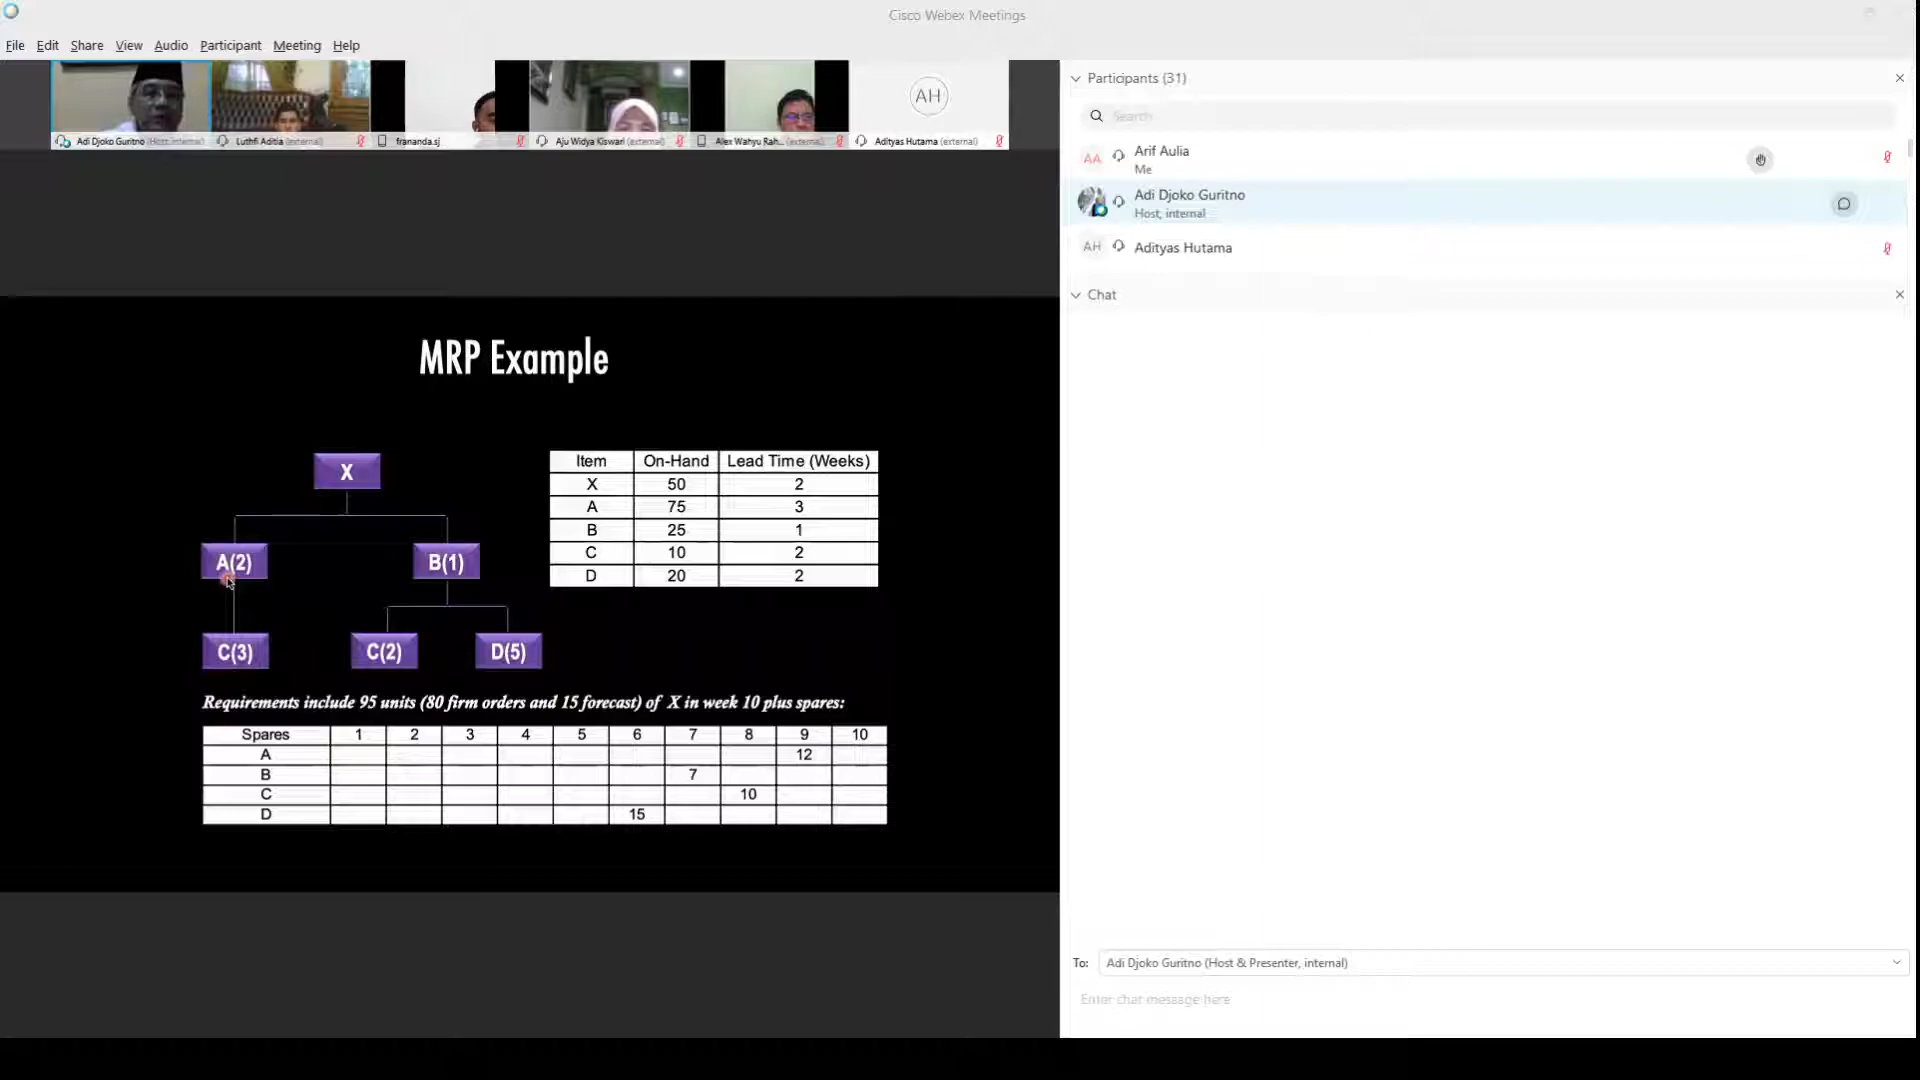 Cisco Webex Meetings
File Edit Share View Audio Participant Meeting Help
AH
Adi Djoko Guritno (Host, internal)
Luthfi Aditia (external)
frananda.sj
Aju Widya Kiswari (external)
Alex Wahyu Rah... (external)
Adityas Hutama (external)
Participants (31)
Search
AA Arif Aulia
Me
Adi Djoko Guritno
Host, internal
AH Adityas Hutama
Chat
MRP Example
X
A(2) B(1)
C(3) C(2) D(5)
Item On-Hand Lead Time (Weeks)
X 50 2
A 75 3
B 25 1
C 10 2
D 20 2
Requirements include 95 units (80 firm orders and 15 forecast) of X in week 10 plus spares:
Spares 1 2 3 4 5 6 7 8 9 10
A 12
B 7
C 10
D 15
To: Adi Djoko Guritno (Host & Presenter, internal)
Enter chat message here